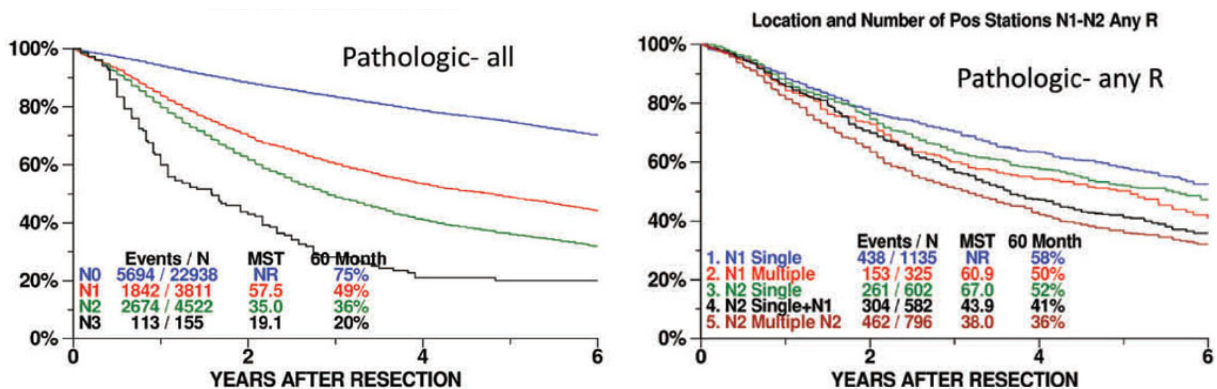 Pathologic- all
100%
80%
60%
40%
20%
0%
Events / N MST 60 Month
N0 5694 / 22938 NR 75%
N1 1842 / 3811 57.5 49%
N2 2674 / 4522 35.0 36%
N3 113 / 155 19.1 20%
0 2 4 6
YEARS AFTER RESECTION
Location and Number of Pos Stations N1-N2 Any R
Pathologic- any R
100%
80%
60%
40%
20%
0%
Events / N MST 60 Month
1. N1 Single 438 / 1135 NR 58%
2. N1 Multiple 153 / 325 60.9 50%
3. N2 Single 261 / 602 67.0 52%
4. N2 Single+N1 304 / 582 43.9 41%
5. N2 Multiple N2 462 / 796 38.0 36%
0 2 4 6
YEARS AFTER RESECTION